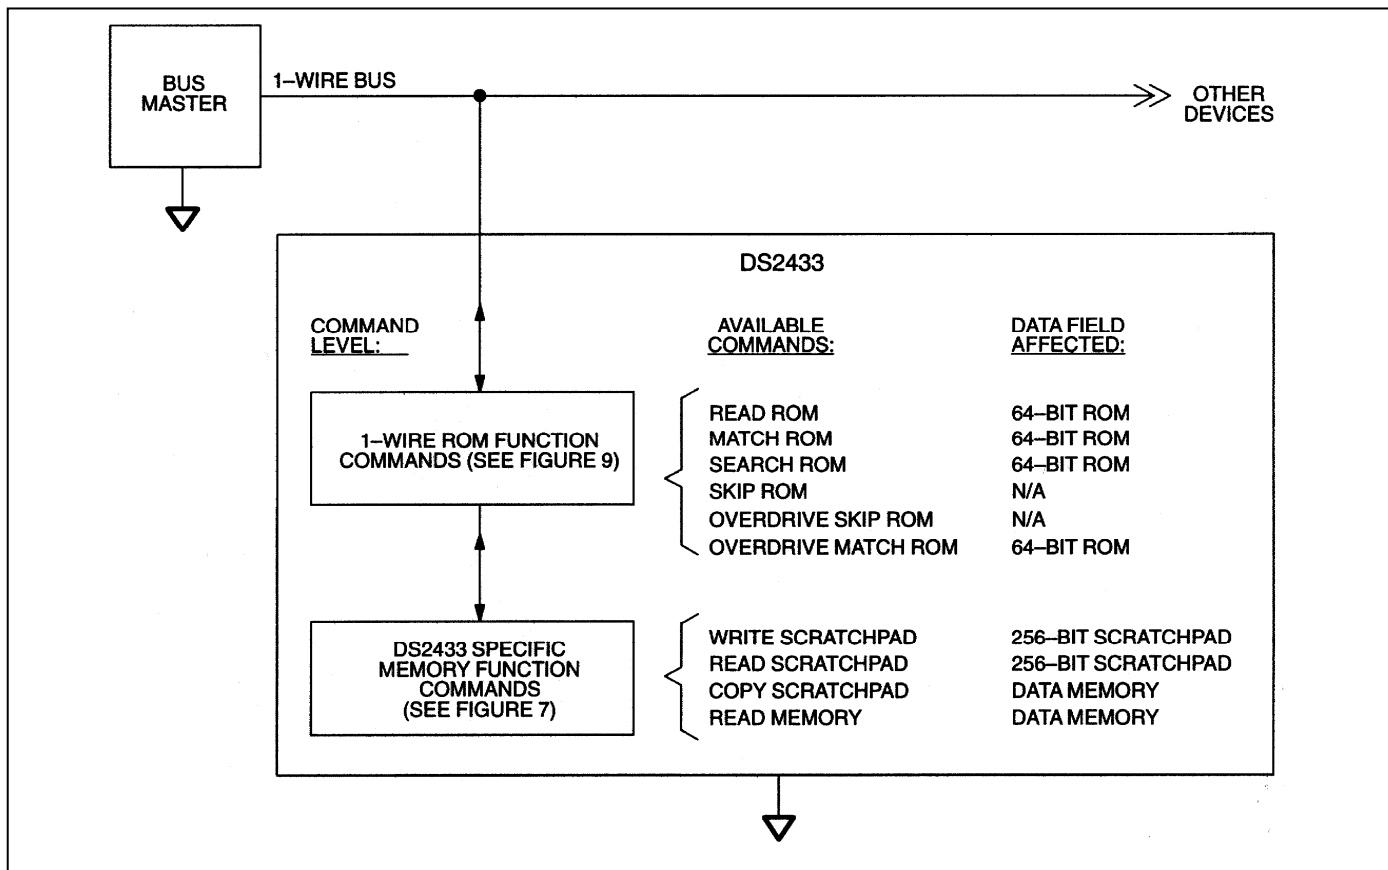 BUS
MASTER
1–WIRE BUS
OTHER
DEVICES
DS2433
COMMAND
LEVEL:
AVAILABLE
COMMANDS:
DATA FIELD
AFFECTED:
1–WIRE ROM FUNCTION
COMMANDS (SEE FIGURE 9)
READ ROM 64–BIT ROM
MATCH ROM 64–BIT ROM
SEARCH ROM 64–BIT ROM
SKIP ROM N/A
OVERDRIVE SKIP ROM N/A
OVERDRIVE MATCH ROM 64–BIT ROM
DS2433 SPECIFIC
MEMORY FUNCTION
COMMANDS
(SEE FIGURE 7)
WRITE SCRATCHPAD 256–BIT SCRATCHPAD
READ SCRATCHPAD 256–BIT SCRATCHPAD
COPY SCRATCHPAD DATA MEMORY
READ MEMORY DATA MEMORY